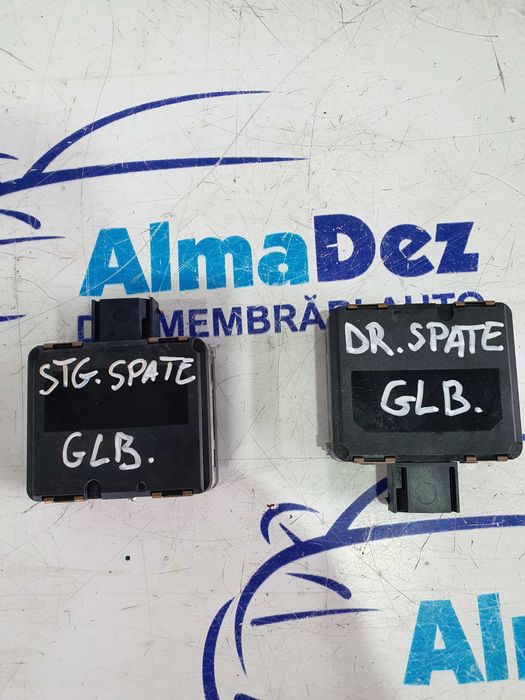 AlmaDez
MEMBRĂRI AUTO
STG. SPATE
GLB.
DR. SPATE
GLB.